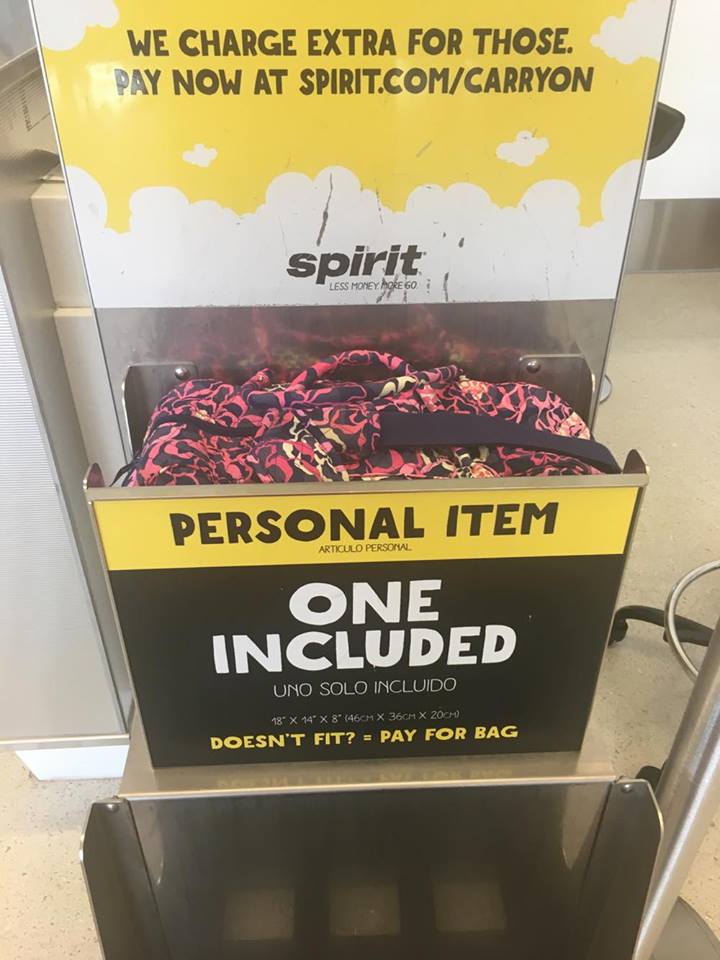 WE CHARGE EXTRA FOR THOSE.
PAY NOW AT SPIRIT.COM/CARRYON
spirit
LESS MONEY. MORE GO.
PERSONAL ITEM
ARTICULO PERSONAL
ONE
INCLUDED
UNO SOLO INCLUIDO
18" X 14" X 8" (46CM X 36CM X 20CM)
DOESN'T FIT? = PAY FOR BAG